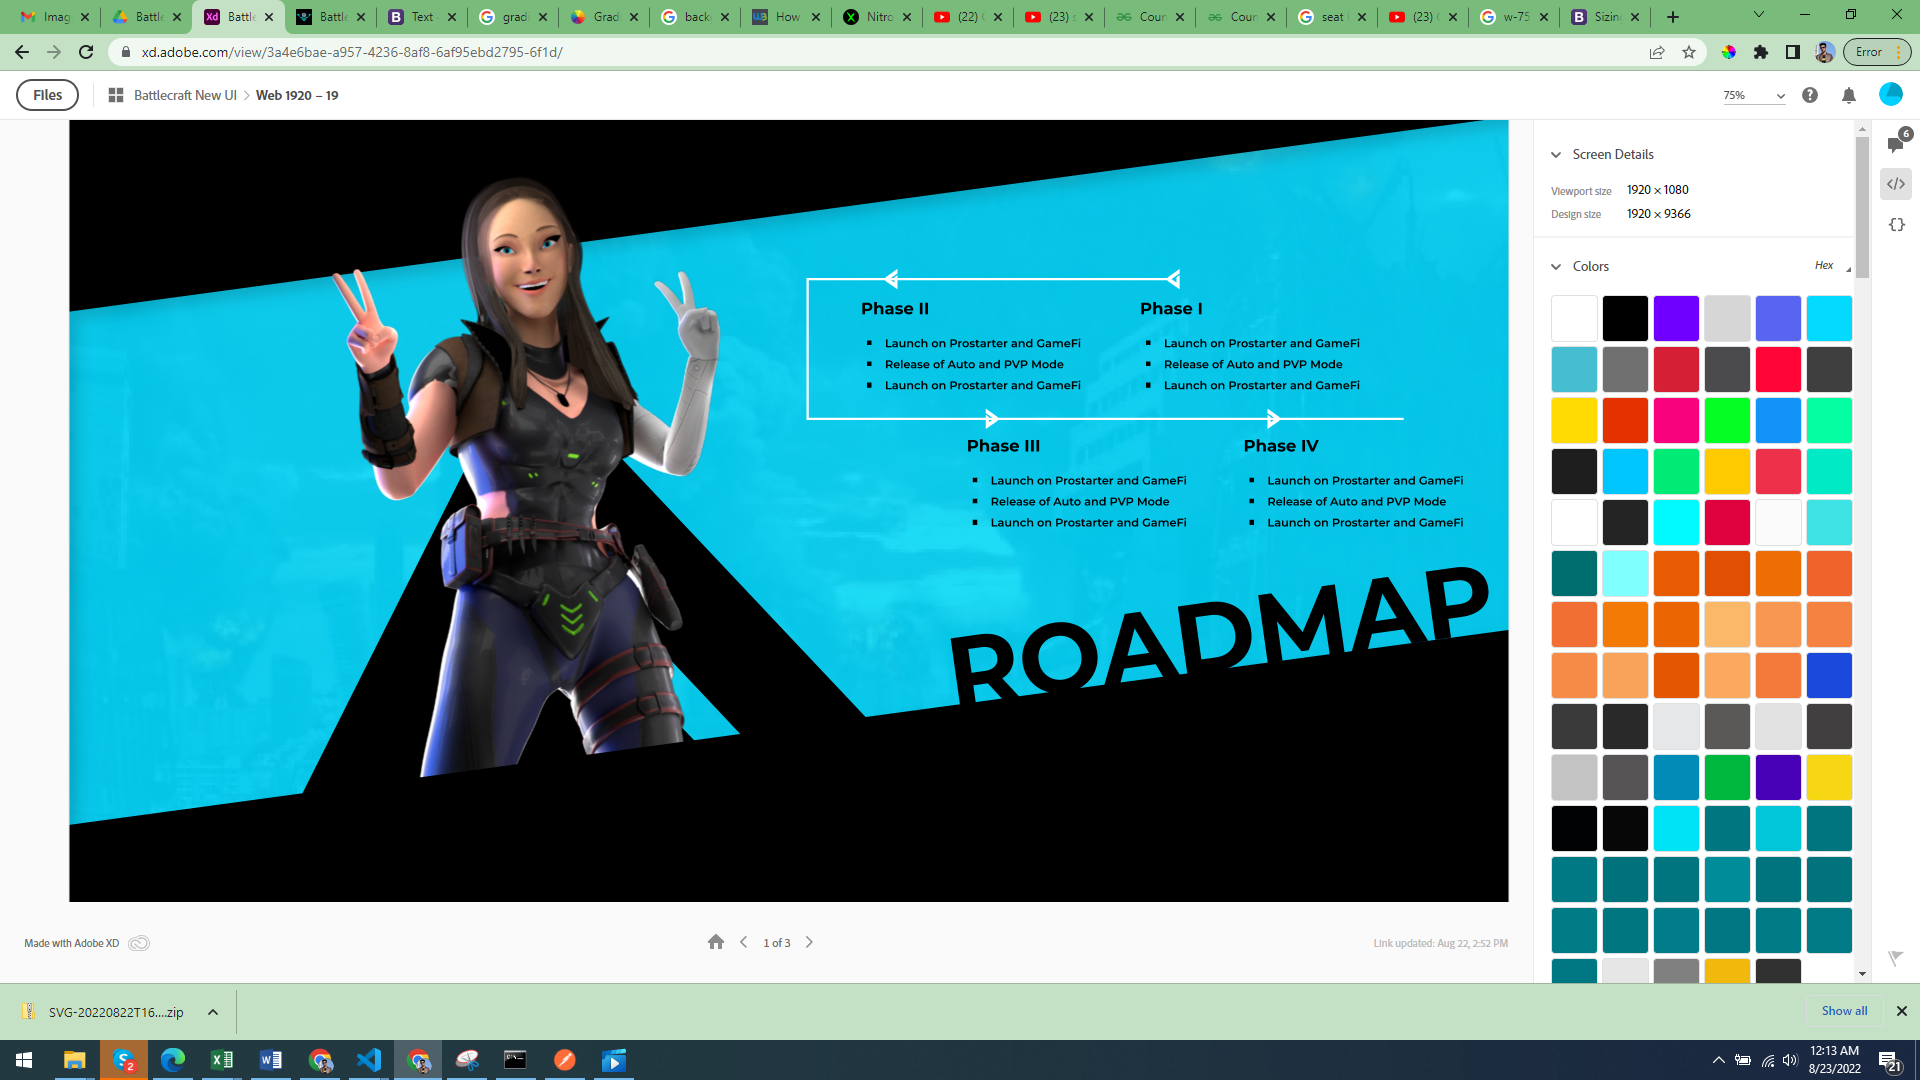 Imag
Battle
Battle
Battle
Text -
gradi
Gradi
back
How
Nitro
(22)
(23) s
Coun
Coun
seat
(23)
w-75
Sizin
xd.adobe.com/view/3a4e6bae-a957-4236-8af8-6af95ebd2795-6f1d/
Error
Files
Battlecraft New UI
Web 1920 – 19
75%
6
Screen Details
Viewport size 1920 × 1080
Design size 1920 × 9366
Colors
Hex
Phase II
Launch on Prostarter and GameFi
Release of Auto and PVP Mode
Launch on Prostarter and GameFi
Phase I
Launch on Prostarter and GameFi
Release of Auto and PVP Mode
Launch on Prostarter and GameFi
Phase III
Launch on Prostarter and GameFi
Release of Auto and PVP Mode
Launch on Prostarter and GameFi
Phase IV
Launch on Prostarter and GameFi
Release of Auto and PVP Mode
Launch on Prostarter and GameFi
ROADMAP
Made with Adobe XD
1 of 3
Link updated: Aug 22, 2:52 PM
SVG-20220822T16....zip
Show all
2
12:13 AM
8/23/2022
21